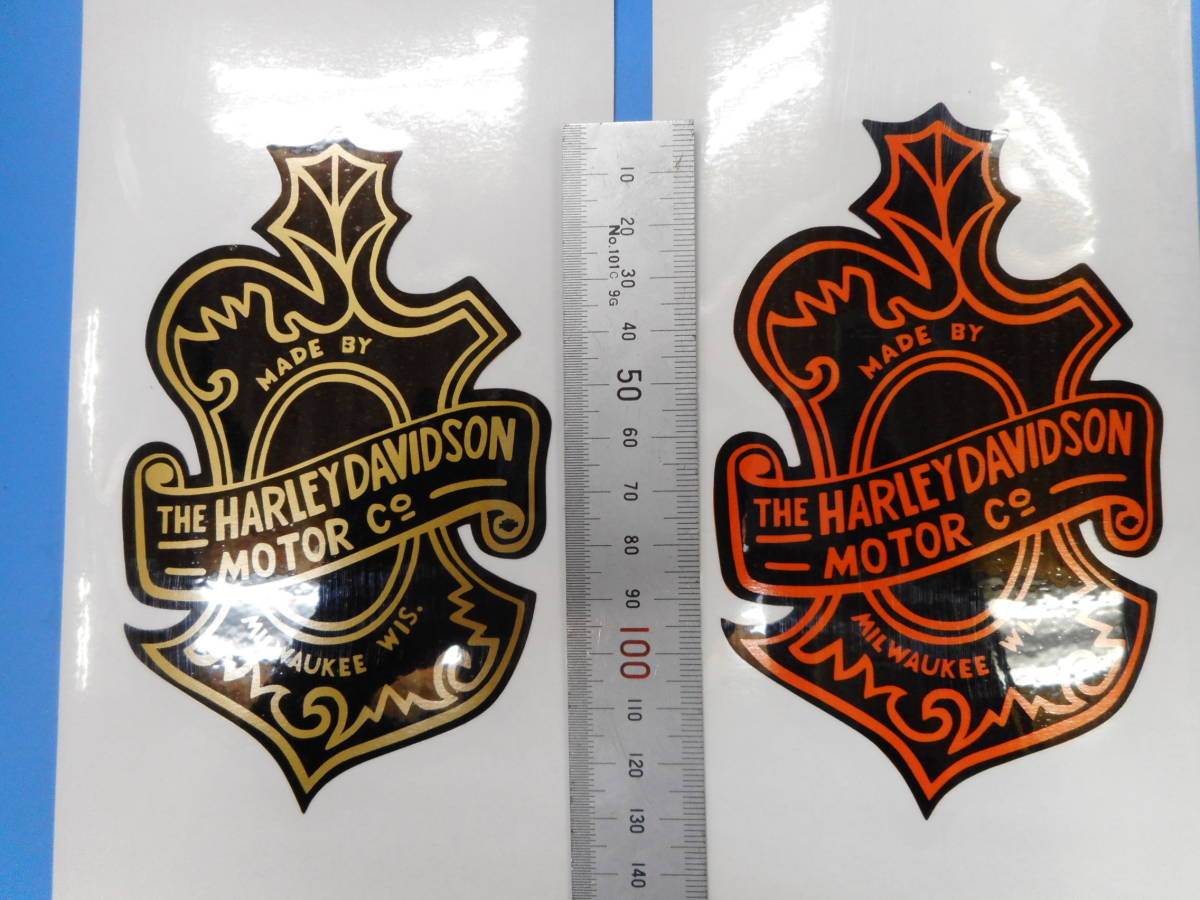 MADE BY
THE HARLEY DAVIDSON
MOTOR Co
MILWAUKEE WIS.
10
20
No.101C 9G
30
40
50
60
70
80
90
100
110
120
130
140
MADE BY
THE HARLEY DAVIDSON
MOTOR Co
MILWAUKEE